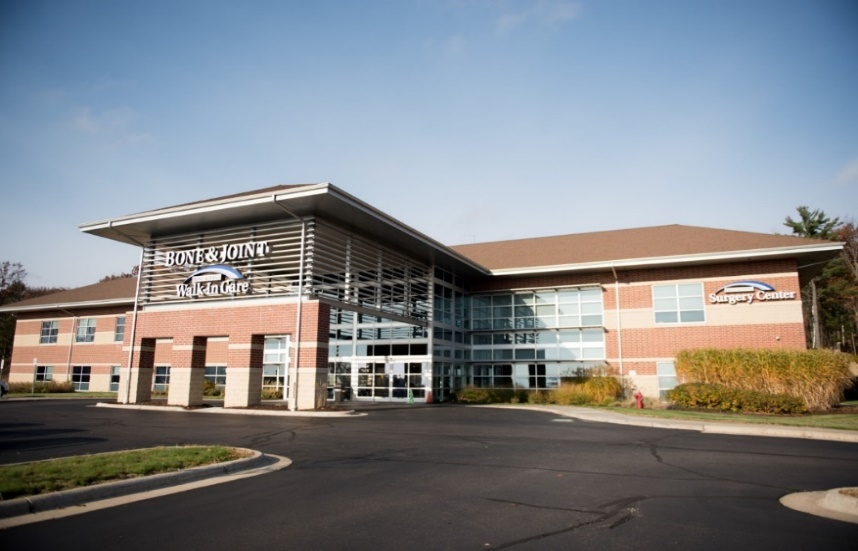 BONE & JOINT
Walk-In Care
Surgery Center